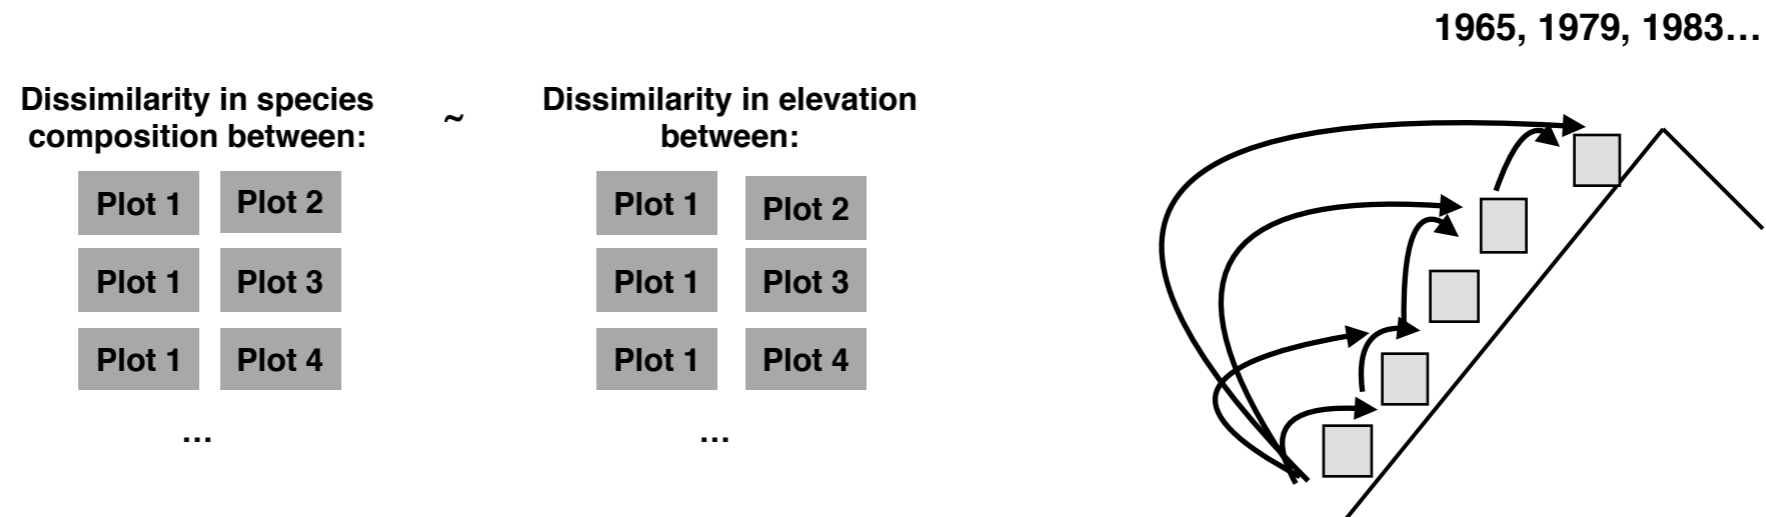 1965, 1979, 1983…
Dissimilarity in species
composition between:
~
Dissimilarity in elevation
between:
Plot 1 Plot 2
Plot 1 Plot 3
Plot 1 Plot 4
...
Plot 1 Plot 2
Plot 1 Plot 3
Plot 1 Plot 4
...